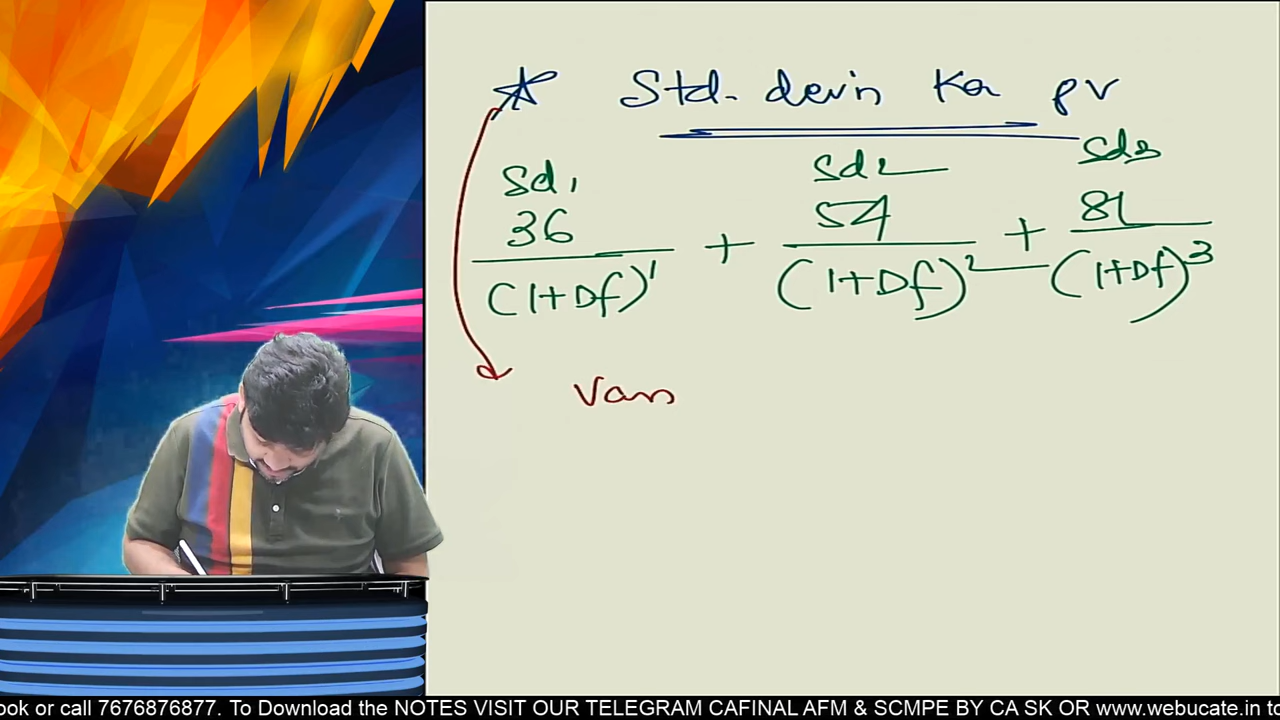 Std. devin Ka PV
Sd1 Sd2 Sd3
36 54 81
+ +
(1+Df)^1 (1+Df)^2 (1+Df)^3
Van
ook or call 7676876877. To Download the NOTES VISIT OUR TELEGRAM CAFINAL AFM & SCMPE BY CA SK OR www.webucate.in to